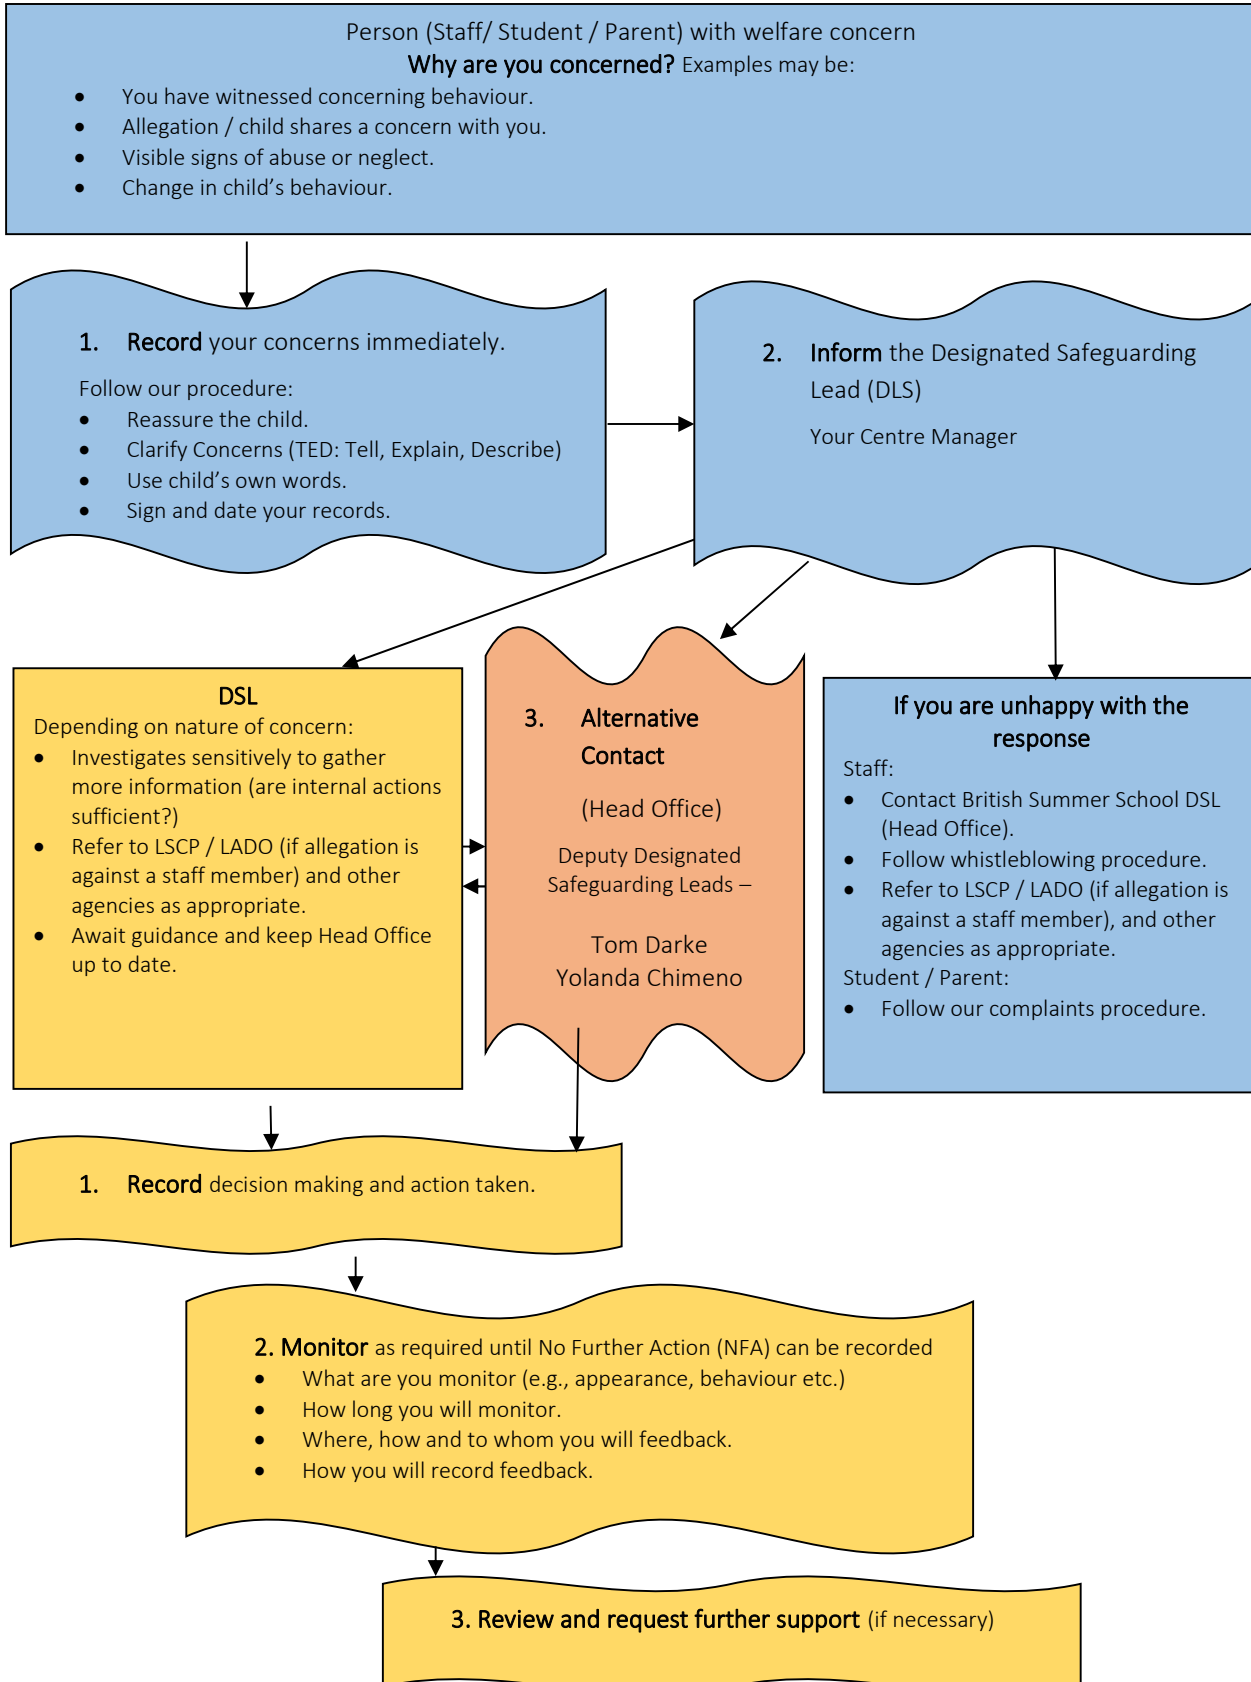 Person (Staff/ Student / Parent) with welfare concern
Why are you concerned? Examples may be:
• You have witnessed concerning behaviour.
• Allegation / child shares a concern with you.
• Visible signs of abuse or neglect.
• Change in child’s behaviour.
1. Record your concerns immediately.
Follow our procedure:
• Reassure the child.
• Clarify Concerns (TED: Tell, Explain, Describe)
• Use child’s own words.
• Sign and date your records.
2. Inform the Designated Safeguarding
Lead (DLS)
Your Centre Manager
DSL
Depending on nature of concern:
• Investigates sensitively to gather
more information (are internal actions
sufficient?)
• Refer to LSCP / LADO (if allegation is
against a staff member) and other
agencies as appropriate.
• Await guidance and keep Head Office
up to date.
3. Alternative
Contact
(Head Office)
Deputy Designated
Safeguarding Leads –
Tom Darke
Yolanda Chimeno
If you are unhappy with the
response
Staff:
• Contact British Summer School DSL
(Head Office).
• Follow whistleblowing procedure.
• Refer to LSCP / LADO (if allegation is
against a staff member), and other
agencies as appropriate.
Student / Parent:
• Follow our complaints procedure.
1. Record decision making and action taken.
2. Monitor as required until No Further Action (NFA) can be recorded
• What are you monitor (e.g., appearance, behaviour etc.)
• How long you will monitor.
• Where, how and to whom you will feedback.
• How you will record feedback.
3. Review and request further support (if necessary)